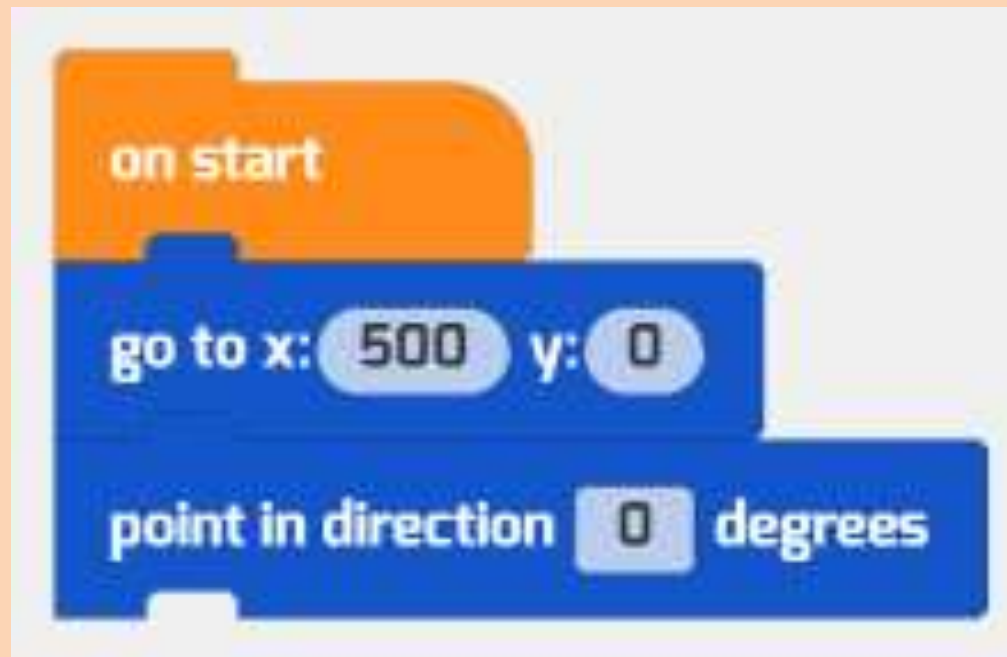 on start
go to x: 500 y: 0
point in direction 0 degrees